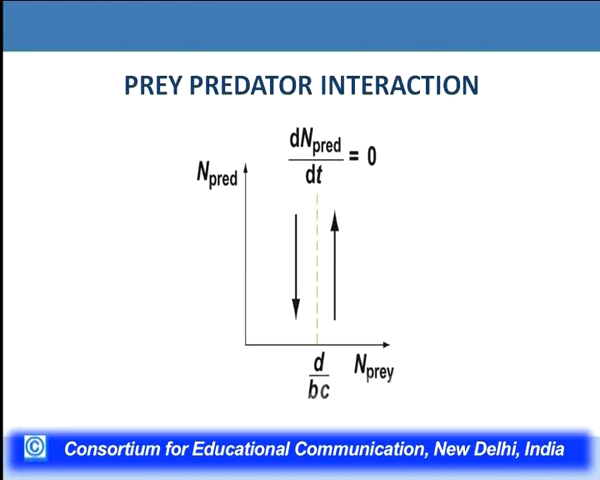 PREY PREDATOR INTERACTION
dNpred
dt
= 0
Npred
d
bc
Nprey
© Consortium for Educational Communication, New Delhi, India